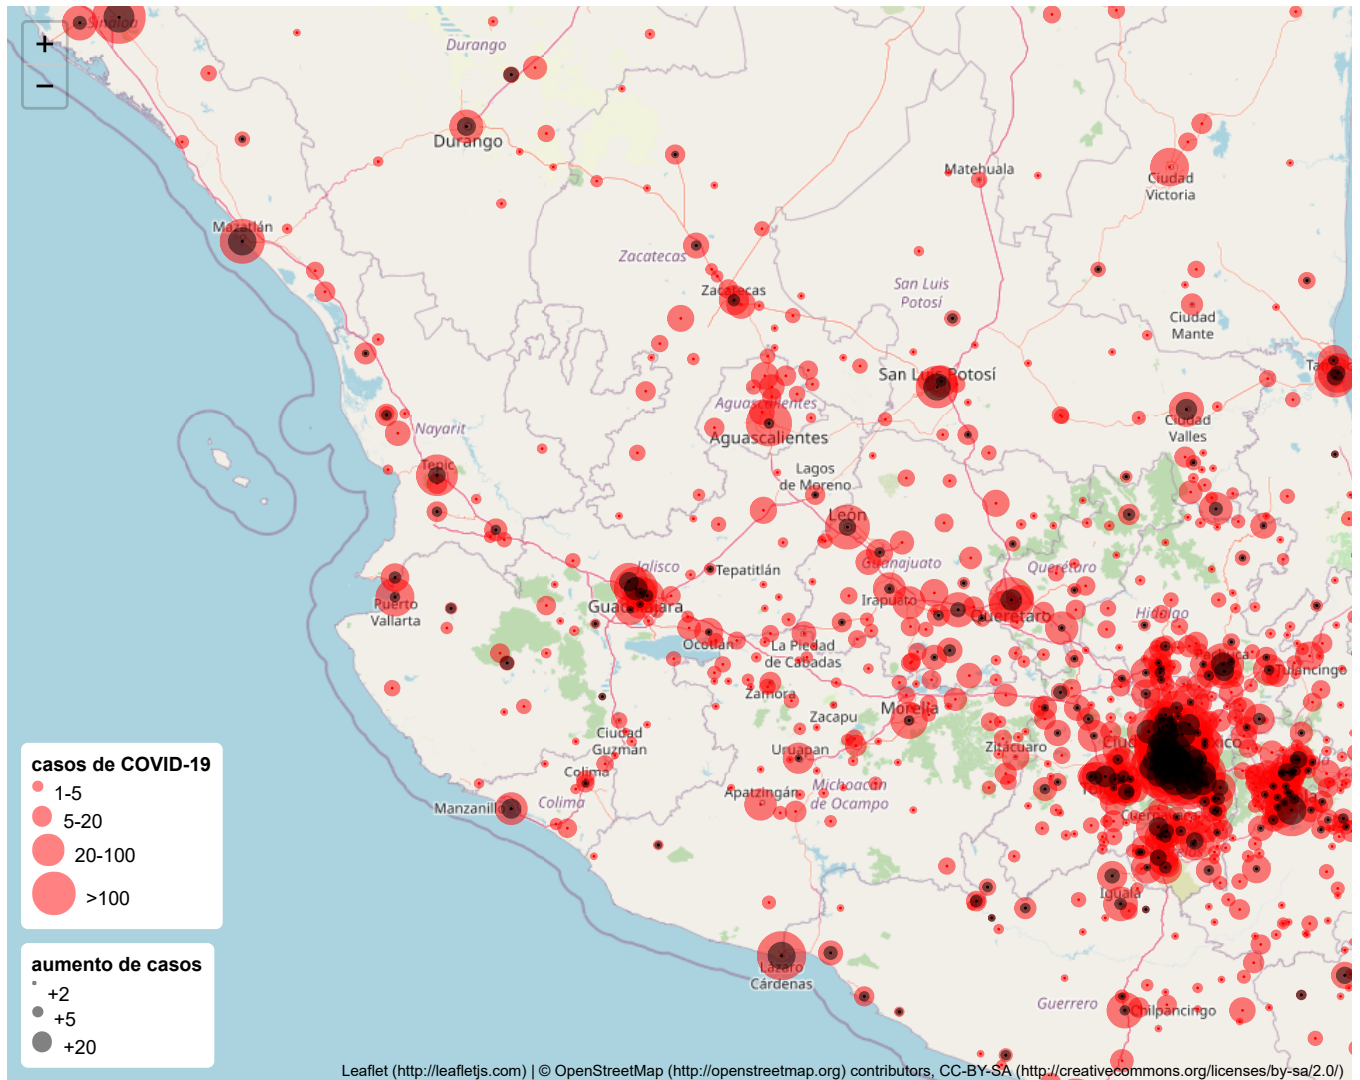 Sinaloa
+
−
Durango
Durango
Matehuala
Ciudad
Victoria
Mazatlán
Zacatecas
Zacatecas
San Luis
Potosí
Ciudad
Mante
San Luis Potosí
Aguascalientes
Aguascalientes
Ciudad
Valles
Nayarit
Tepic
Lagos
de Moreno
León
Jalisco
Tepatitlán
Guanajuato
Querétaro
Puerto
Vallarta
Guadalajara
Irapuato
Querétaro
Hidalgo
Ocotlán
La Piedad
de Cabadas
Tulancingo
Zamora
Morelia
Zacapu
Ciudad
Guzmán
Uruapan
Zitácuaro
Colima
Apatzingán
Michoacán
de Ocampo
Manzanillo
Colima
Cuernavaca
Iguala
Lázaro
Cárdenas
Guerrero
Chilpancingo
casos de COVID-19
1-5
5-20
20-100
>100
aumento de casos
+2
+5
+20
Leaflet (http://leafletjs.com) | © OpenStreetMap (http://openstreetmap.org) contributors, CC-BY-SA (http://creativecommons.org/licenses/by-sa/2.0/)